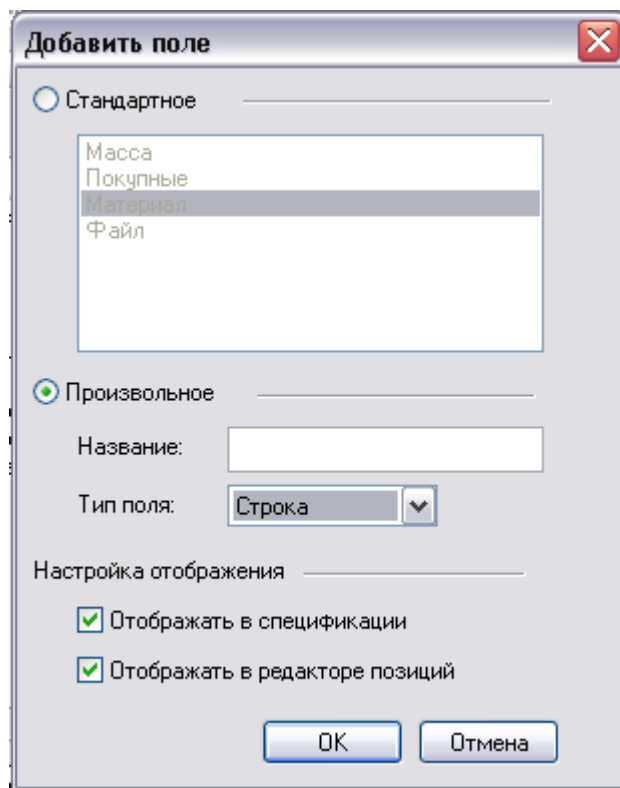 Добавить поле
Стандартное
Масса
Покупные
Материал
Файл
Произвольное
Название:
Тип поля: Строка
Настройка отображения
Отображать в спецификации
Отображать в редакторе позиций
OK Отмена